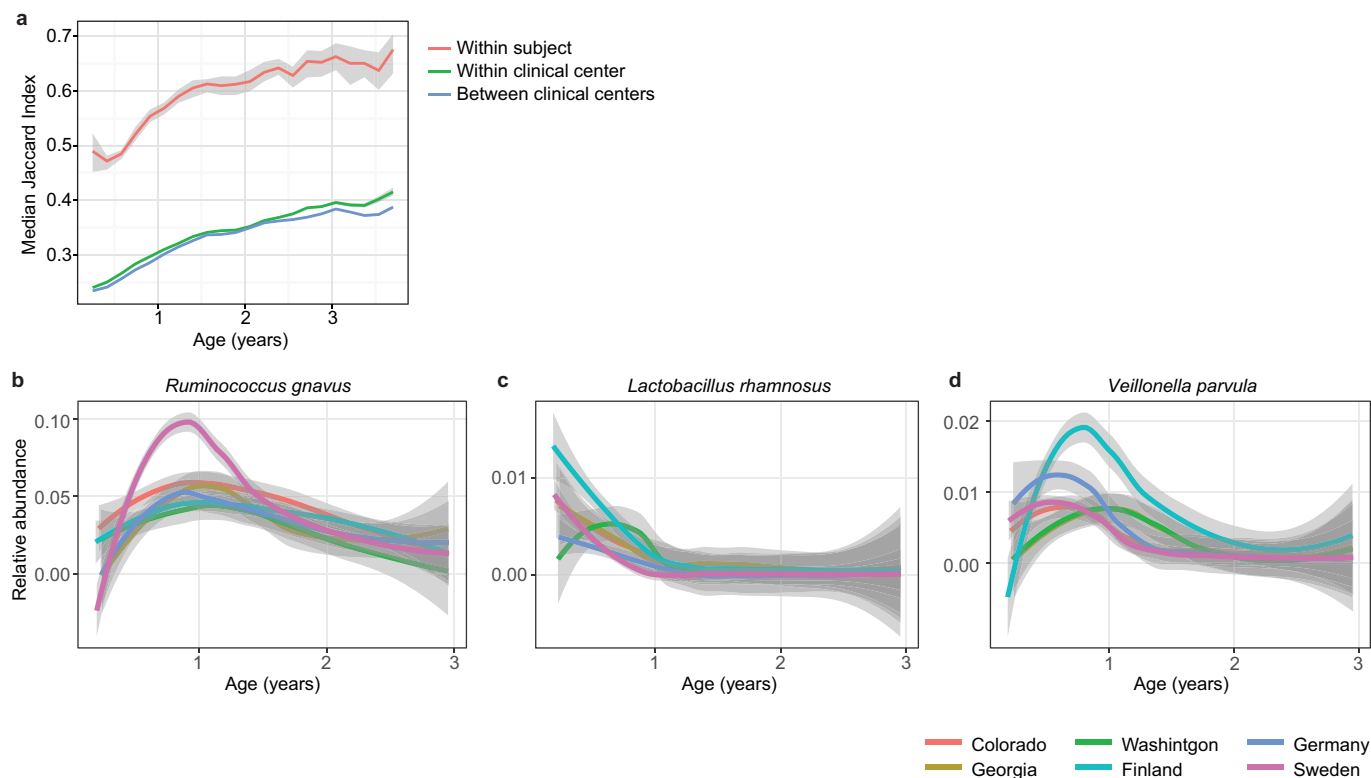 a
0.7
0.6
0.5
0.4
0.3
Median Jaccard Index
1 2 3
Age (years)
Within subject
Within clinical center
Between clinical centers
b
Ruminococcus gnavus
0.10
0.05
0.00
Relative abundance
1 2 3
Age (years)
c
Lactobacillus rhamnosus
0.01
0.00
1 2 3
Age (years)
d
Veillonella parvula
0.02
0.01
0.00
1 2 3
Age (years)
Colorado Washintgon Germany
Georgia Finland Sweden